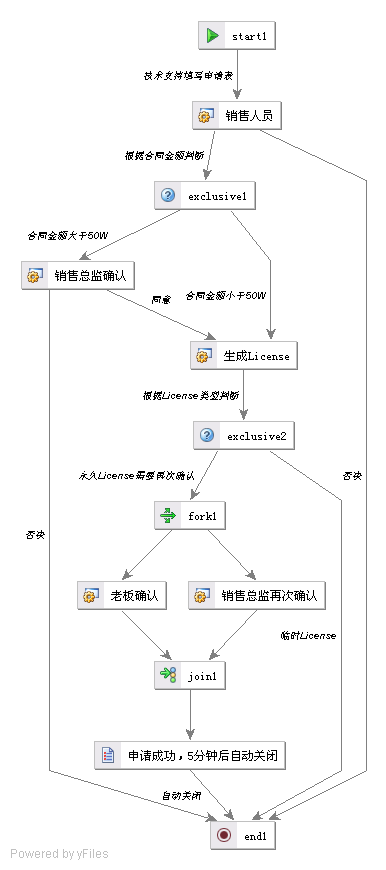 start1
技术支持填写申请表
销售人员
根据合同金额判断
exclusive1
合同金额大于50W
销售总监确认
同意
合同金额小于50W
生成License
根据License类型判断
exclusive2
永久License需要再次确认
否决
fork1
否决
老板确认
销售总监再次确认
临时License
join1
申请成功，5分钟后自动关闭
自动关闭
end1
Powered by yFiles